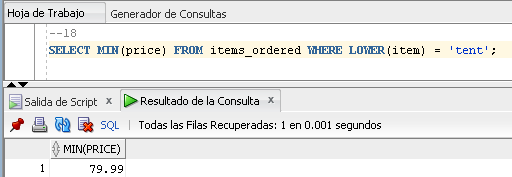 Hoja de Trabajo Generador de Consultas
--18
SELECT MIN(price) FROM items_ordered WHERE LOWER(item) = 'tent';
Salida de Script x Resultado de la Consulta x
SQL | Todas las Filas Recuperadas: 1 en 0.001 segundos
MIN(PRICE)
1 79.99